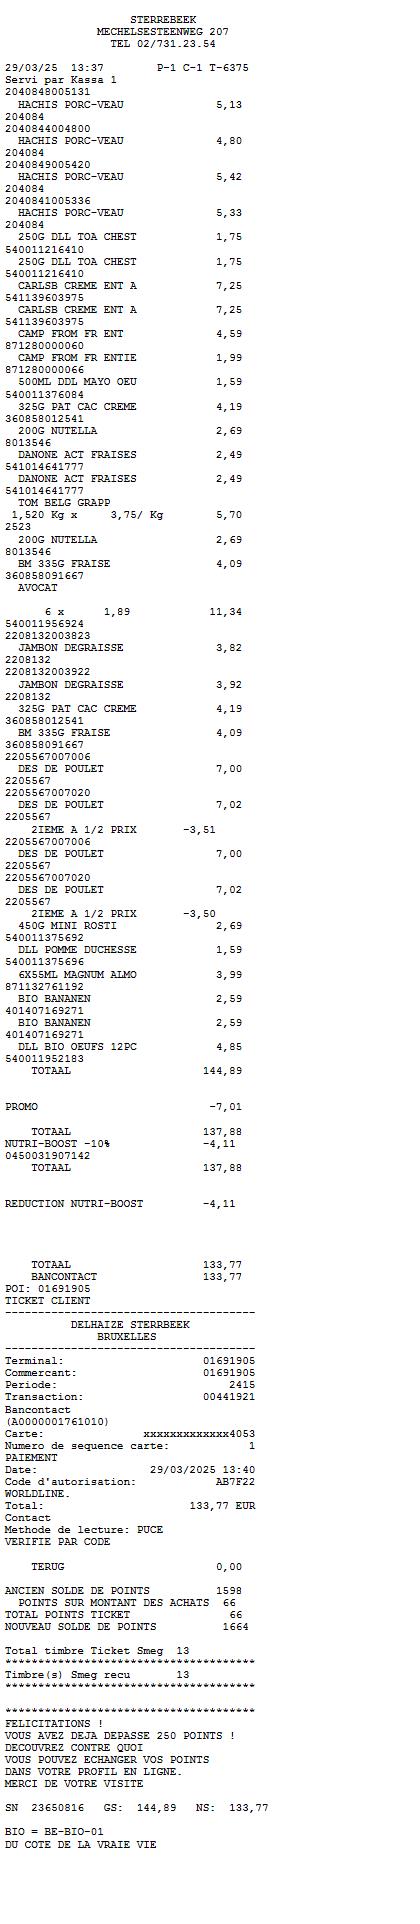 STERREBEEK
MECHELSESTEENWEG 207
TEL 02/731.23.54
29/03/25 13:37 P-1 C-1 T-6375
Servi par Kassa 1
2040848005131
HACHIS PORC-VEAU 5,13
204084
2040844004800
HACHIS PORC-VEAU 4,80
204084
2040849005420
HACHIS PORC-VEAU 5,42
204084
2040841005336
HACHIS PORC-VEAU 5,33
204084
250G DLL TOA CHEST 1,75
540011216410
250G DLL TOA CHEST 1,75
540011216410
CARLSB CREME ENT A 7,25
541139603975
CARLSB CREME ENT A 7,25
541139603975
CAMP FROM FR ENT 4,59
871280000060
CAMP FROM FR ENTIE 1,99
871280000066
500ML DDL MAYO OEU 1,59
540011376084
325G PAT CAC CREME 4,19
360858012541
200G NUTELLA 2,69
8013546
DANONE ACT FRAISES 2,49
541014641777
DANONE ACT FRAISES 2,49
541014641777
TOM BELG GRAPP
1,520 Kg x 3,75/ Kg 5,70
2523
200G NUTELLA 2,69
8013546
BM 335G FRAISE 4,09
360858091667
AVOCAT
6 x 1,89 11,34
540011956924
2208132003823
JAMBON DEGRAISSE 3,82
2208132
2208132003922
JAMBON DEGRAISSE 3,92
2208132
325G PAT CAC CREME 4,19
360858012541
BM 335G FRAISE 4,09
360858091667
2205567007006
DES DE POULET 7,00
2205567
2205567007020
DES DE POULET 7,02
2205567
2IEME A 1/2 PRIX -3,51
2205567007006
DES DE POULET 7,00
2205567
2205567007020
DES DE POULET 7,02
2205567
2IEME A 1/2 PRIX -3,50
450G MINI ROSTI 2,69
540011375692
DLL POMME DUCHESSE 1,59
540011375696
6X55ML MAGNUM ALMO 3,99
871132761192
BIO BANANEN 2,59
401407169271
BIO BANANEN 2,59
401407169271
DLL BIO OEUFS 12PC 4,85
540011952183
TOTAAL 144,89
PROMO -7,01
TOTAAL 137,88
NUTRI-BOOST -10% -4,11
0450031907142
TOTAAL 137,88
REDUCTION NUTRI-BOOST -4,11
TOTAAL 133,77
BANCONTACT 133,77
POI: 01691905
TICKET CLIENT
--------------------------------------
DELHAIZE STERRBEEK
BRUXELLES
--------------------------------------
Terminal: 01691905
Commercant: 01691905
Periode: 2415
Transaction: 00441921
Bancontact
(A0000001761010)
Carte: xxxxxxxxxxxxx4053
Numero de sequence carte: 1
PAIEMENT
Date: 29/03/2025 13:40
Code d'autorisation: AB7F22
WORLDLINE.
Total: 133,77 EUR
Contact
Methode de lecture: PUCE
VERIFIE PAR CODE
TERUG 0,00
ANCIEN SOLDE DE POINTS 1598
POINTS SUR MONTANT DES ACHATS 66
TOTAL POINTS TICKET 66
NOUVEAU SOLDE DE POINTS 1664
Total timbre Ticket Smeg 13
**************************************
Timbre(s) Smeg recu 13
**************************************
**************************************
FELICITATIONS !
VOUS AVEZ DEJA DEPASSE 250 POINTS !
DECOUVREZ CONTRE QUOI
VOUS POUVEZ ECHANGER VOS POINTS
DANS VOTRE PROFIL EN LIGNE.
MERCI DE VOTRE VISITE
SN 23650816 GS: 144,89 NS: 133,77
BIO = BE-BIO-01
DU COTE DE LA VRAIE VIE